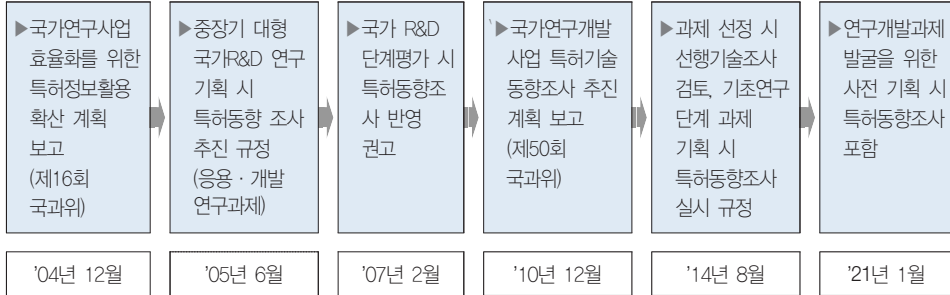 ▶국가연구사업
효율화를 위한
특허정보활용
확산 계획
보고
(제16회
국과위)
▶중장기 대형
국가R&D 연구
기획 시
특허동향 조사
추진 규정
(응용 · 개발
연구과제)
▶국가 R&D
단계평가 시
특허동향조
사 반영
권고
▶국가연구개발
사업 특허기술
동향조사 추진
계획 보고
(제50회
국과위)
▶과제 선정 시
선행기술조사
검토, 기초연구
단계 과제
기획 시
특허동향조사
실시 규정
▶연구개발과제
발굴을 위한
사전 기획 시
특허동향조사
포함
’04년 12월
’05년 6월
’07년 2월
’10년 12월
’14년 8월
’21년 1월